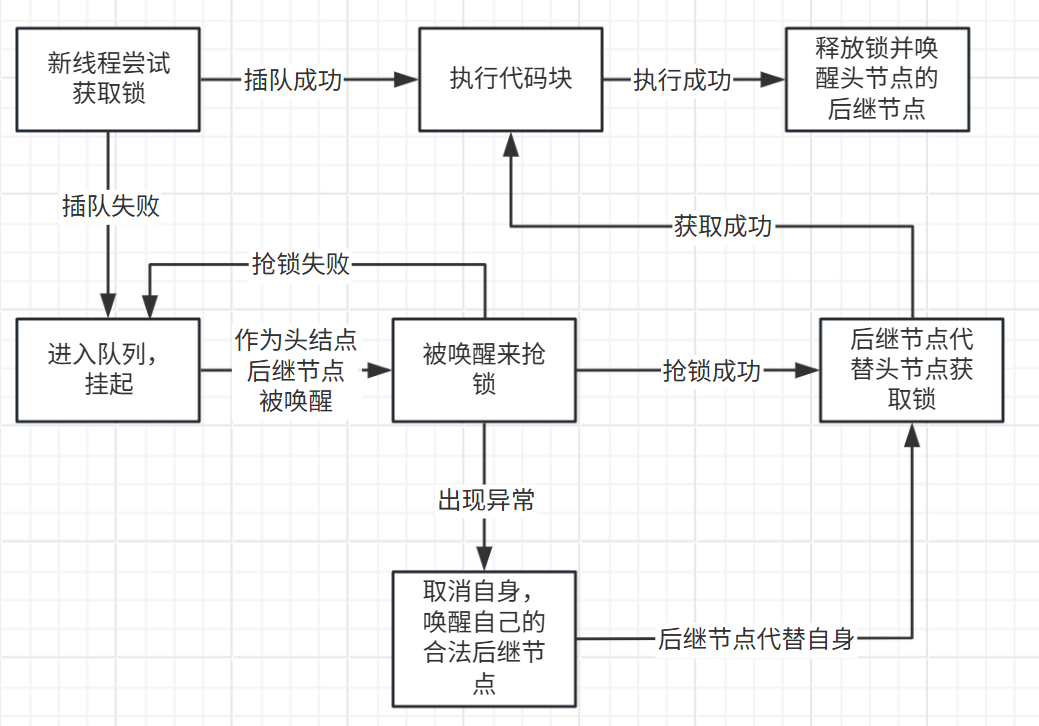 新线程尝试
获取锁
插队成功
执行代码块
执行成功
释放锁并唤
醒头节点的
后继节点
插队失败
获取成功
抢锁失败
进入队列，
挂起
作为头结点
后继节点
被唤醒
被唤醒来抢
锁
抢锁成功
后继节点代
替头节点获
取锁
出现异常
取消自身，
唤醒自己的
合法后继节
点
后继节点代替自身